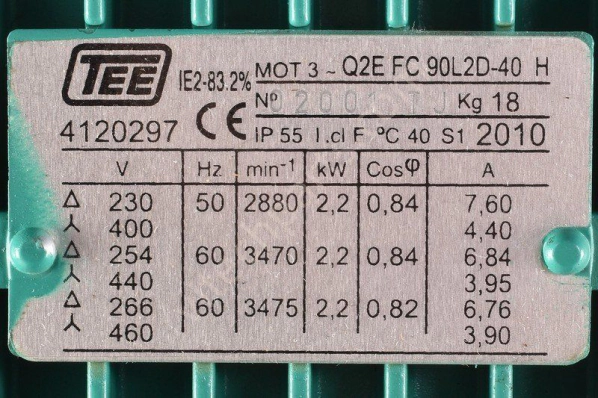 TEE IE2-83.2% MOT 3 ~ Q2E FC 90L2D-40 H
Nº Kg 18
4120297 CE IP 55 I.cl F ºC 40 S1 2010
V Hz min-1 kW Cosφ A
Δ 230 50 2880 2,2 0,84 7,60
⅄ 400 4,40
Δ 254 60 3470 2,2 0,84 6,84
⅄ 440 3,95
Δ 266 60 3475 2,2 0,82 6,76
⅄ 460 3,90